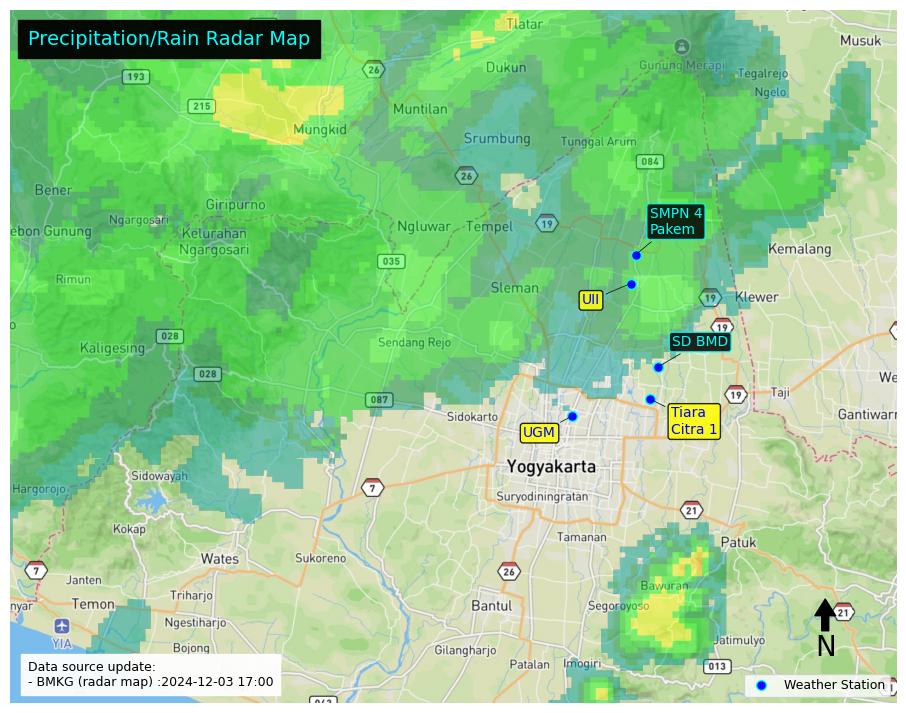 Precipitation/Rain Radar Map
Tlatar
Musuk
Gunung Merapi
Tegalrejo
Ngelo
193
26
Dukun
215
Muntilan
Mungkid
Srumbung
Tunggal Arum
084
26
Bener
Giripurno
Ngargosari
Kelurahan
Ngargosari
ebon Gunung
Ngluwar
Tempel
19
SMPN 4
Pakem
Kemalang
035
Rimun
Sleman
UII
19
Klewer
19
028
Kaligesing
Sendang Rejo
SD BMD
028
087
19
Taji
We
Gantiwarn
Sidokarto
Tiara
Citra 1
UGM
Yogyakarta
Sidowayah
Hargorojo
7
Suryodiningratan
21
Kokap
Tamanan
Patuk
Wates
Sukoreno
7
Janten
26
Bawuran
Triharjo
nyar
Temon
Bantul
Segoroyoso
21
Ngestiharjo
N
YIA
Bojong
Gilangharjo
Jatimulyo
Patalan
Imogiri
013
Data source update:
- BMKG (radar map) :2024-12-03 17:00
Weather Station